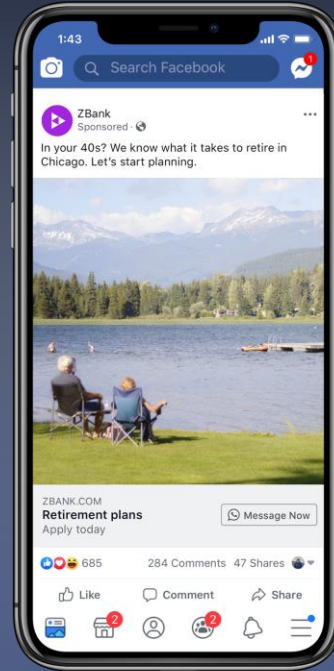 1:43
Search Facebook
1
ZBank
Sponsored ·
In your 40s? We know what it takes to retire in
Chicago. Let's start planning.
ZBANK.COM
Retirement plans
Apply today
Message Now
685
284 Comments 47 Shares
Like
Comment
Share
2
2